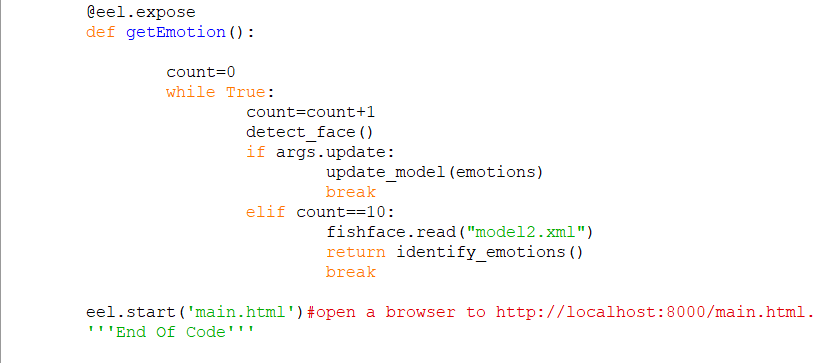 @eel.expose
def getEmotion():
count=0
while True:
count=count+1
detect_face()
if args.update:
update_model(emotions)
break
elif count==10:
fishface.read("model2.xml")
return identify_emotions()
break
eel.start('main.html')#open a browser to http://localhost:8000/main.html.
'''End Of Code'''